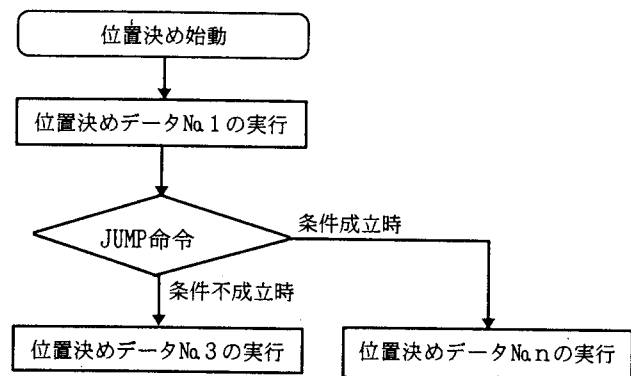 位置決め始動
位置決めデータNo.1の実行
JUMP命令
条件成立時
条件不成立時
位置決めデータNo.3の実行
位置決めデータNo.nの実行